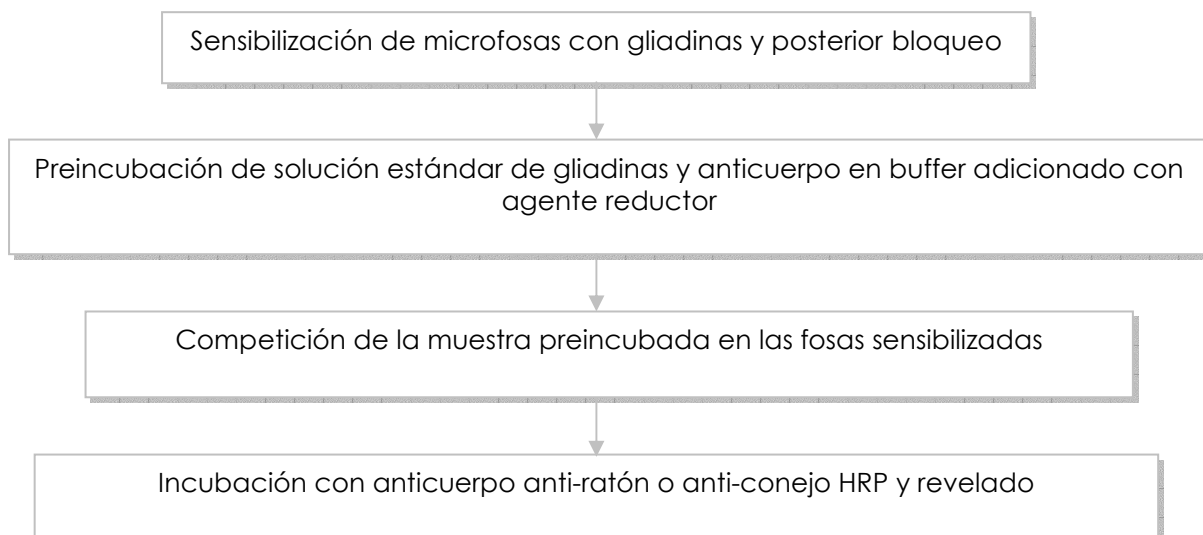 Sensibilización de microfosas con gliadinas y posterior bloqueo
Preincubación de solución estándar de gliadinas y anticuerpo en buffer adicionado con
agente reductor
Competición de la muestra preincubada en las fosas sensibilizadas
Incubación con anticuerpo anti-ratón o anti-conejo HRP y revelado